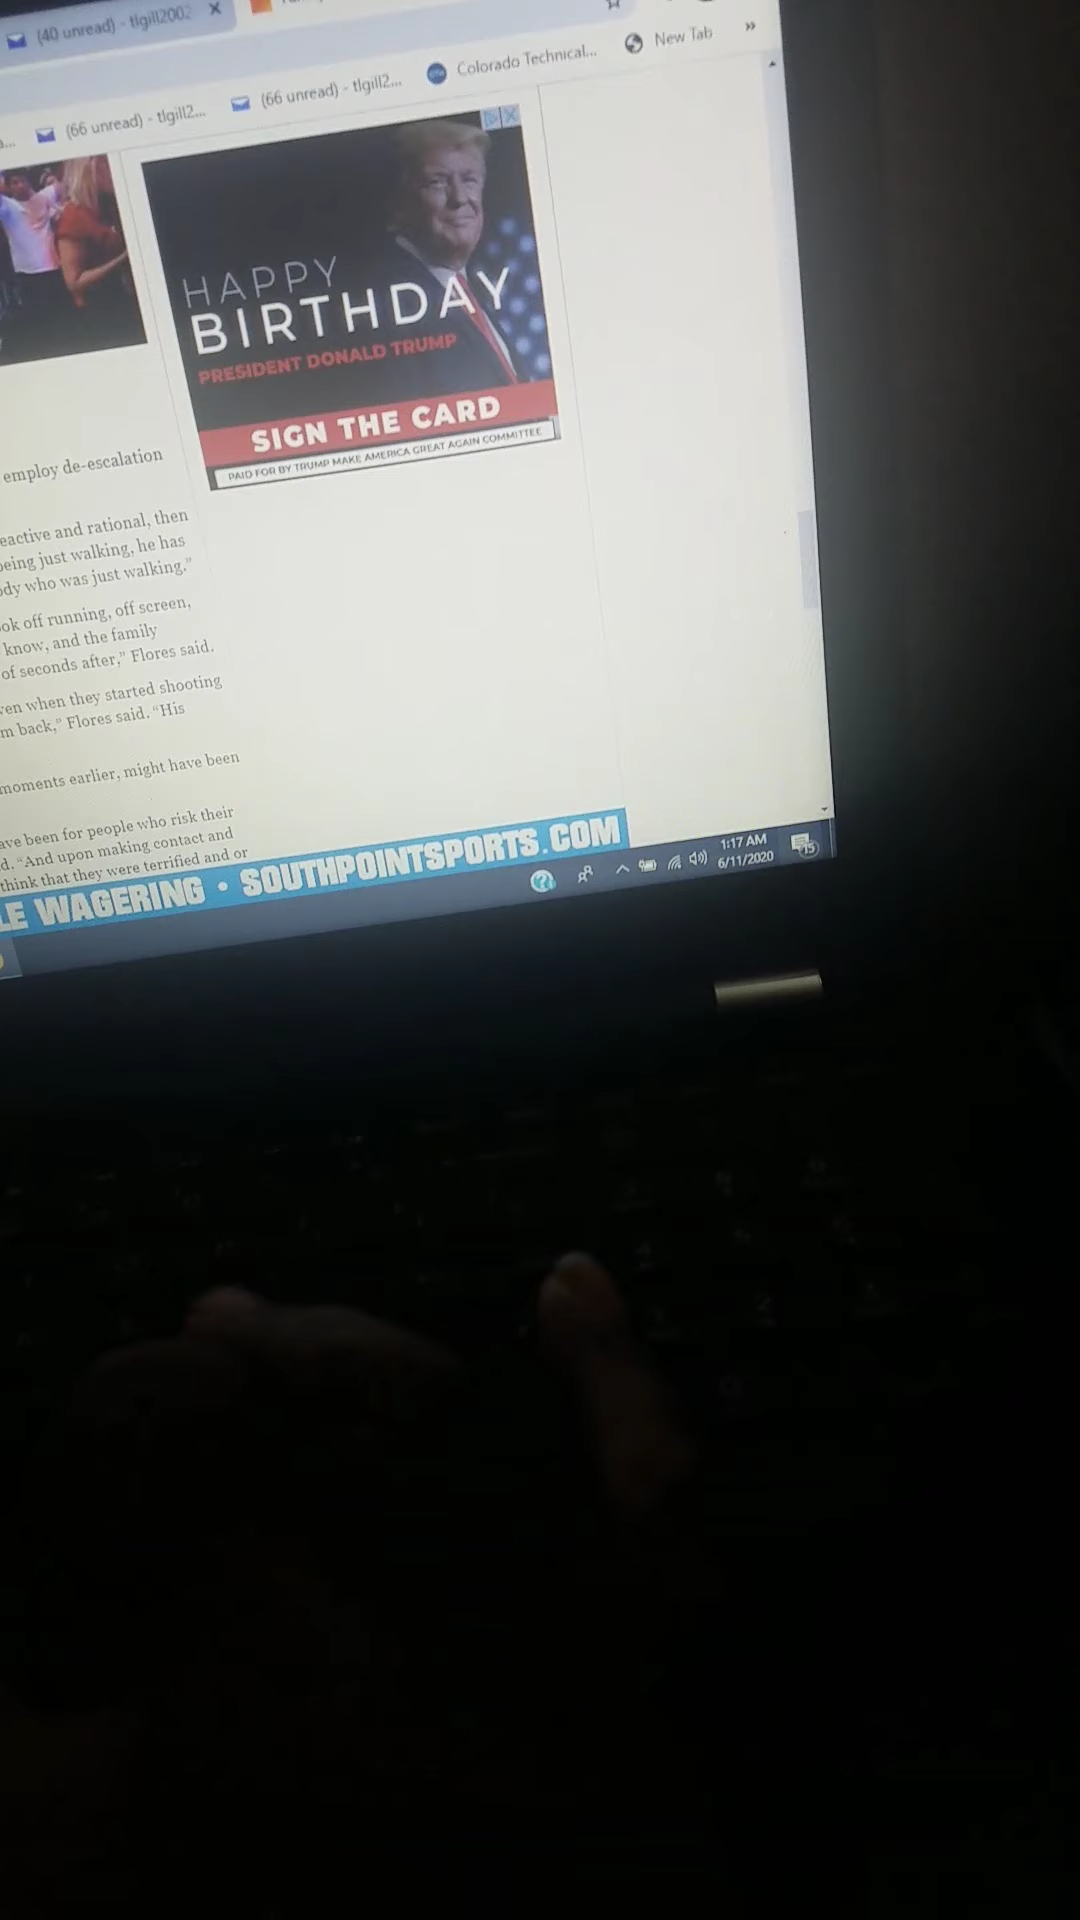 (40 unread) - tlgill2002
(66 unread) - tlgill2...
(66 unread) - tlgill2...
Colorado Technical...
New Tab
»
HAPPY
BIRTHDAY
PRESIDENT DONALD TRUMP
SIGN THE CARD
PAID FOR BY TRUMP MAKE AMERICA GREAT AGAIN COMMITTEE
employ de-escalation
eactive and rational, then
being just walking, he has
ody who was just walking."
ok off running, off screen,
know, and the family
of seconds after," Flores said.
ven when they started shooting
m back," Flores said. "His
moments earlier, might have been
ave been for people who risk their
d. "And upon making contact and
think that they were terrified and or
LE WAGERING • SOUTHPOINTSPORTS.COM
1:17 AM
6/11/2020
15